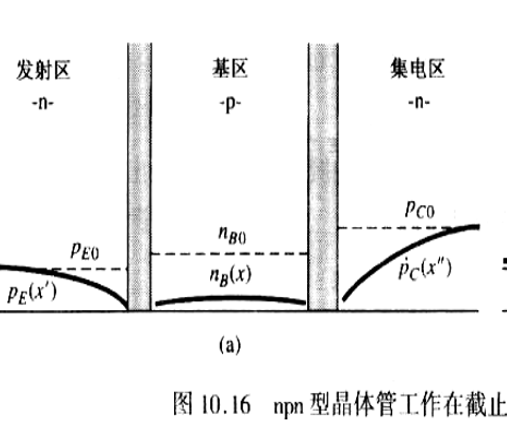 发射区 基区 集电区
-n- -p- -n-
p_{C0}
n_{B0}
p_{E0}
n_B(x) p_C(x″)
p_E(x′)
(a)
图 10.16 npn 型晶体管工作在截止